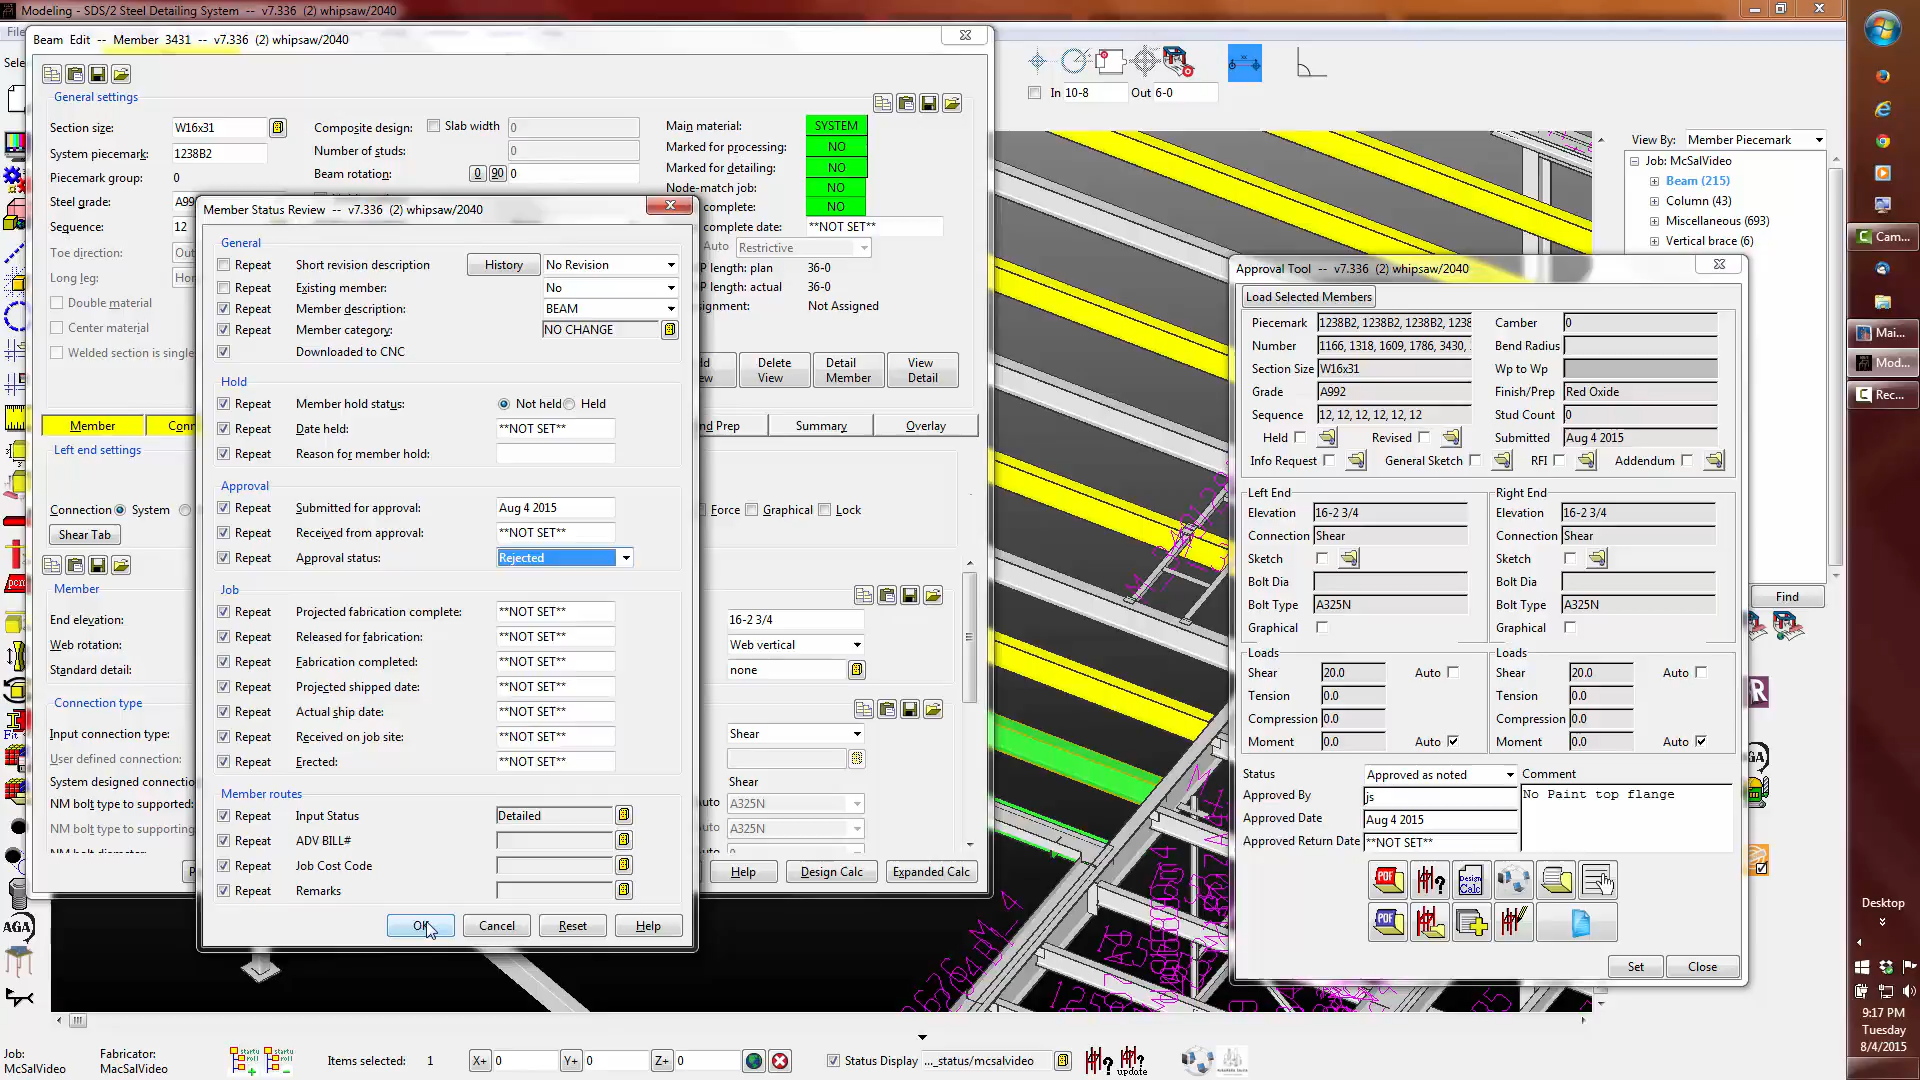 Modeling - SDS/2 Steel Detailing System -- v7.336 (2) whipsaw/2040
Beam Edit -- Member 3431 -- v7.336 (2) whipsaw/2040
General settings
Section size: W16x31
System piecemark: 1238B2
Piecemark group: 0
Steel grade: A99
Sequence: 12
Toe direction: Out
Long leg: Hor
Double material
Center material
Welded section is single
Composite design: Slab width 0
Number of studs: 0
Beam rotation: 0 90 0
Main material: SYSTEM
Marked for processing: NO
Marked for detailing: NO
Node-match job: NO
complete: NO
complete date: **NOT SET**
Auto Restrictive
P length: plan 36-0
P length: actual 36-0
signment: Not Assigned
Delete View
Detail Member
View Detail
Member
Conn
nd Prep
Summary
Overlay
Left end settings
Connection System
Force Graphical Lock
Shear Tab
Member
End elevation: 16-2 3/4
Web rotation: Web vertical
Standard detail: none
Connection type
Input connection type: Shear
User defined connection:
System designed connectio Shear
NM bolt type to supported: uto A325N
NM bolt type to supporting uto A325N
Help
Design Calc
Expanded Calc
Member Status Review -- v7.336 (2) whipsaw/2040
General
Repeat Short revision description History No Revision
Repeat Existing member: No
Repeat Member description: BEAM
Repeat Member category: NO CHANGE
Downloaded to CNC
Hold
Repeat Member hold status: Not held Held
Repeat Date held: **NOT SET**
Repeat Reason for member hold:
Approval
Repeat Submitted for approval: Aug 4 2015
Repeat Received from approval: **NOT SET**
Repeat Approval status: Rejected
Job
Repeat Projected fabrication complete: **NOT SET**
Repeat Released for fabrication: **NOT SET**
Repeat Fabrication completed: **NOT SET**
Repeat Projected shipped date: **NOT SET**
Repeat Actual ship date: **NOT SET**
Repeat Received on job site: **NOT SET**
Repeat Erected: **NOT SET**
Member routes
Repeat Input Status Detailed
Repeat ADV BILL#
Repeat Job Cost Code
Repeat Remarks
OK Cancel Reset Help
In 10-8 Out 6-0
View By: Member Piecemark
Job: McSalVideo
Beam (215)
Column (43)
Miscellaneous (693)
Vertical brace (6)
Find
Approval Tool -- v7.336 (2) whipsaw/2040
Load Selected Members
Piecemark 1238B2, 1238B2, 1238B2, 1238 Camber 0
Number 1166, 1318, 1609, 1786, 3430, Bend Radius
Section Size W16x31 Wp to Wp
Grade A992 Finish/Prep Red Oxide
Sequence 12, 12, 12, 12, 12, 12 Stud Count 0
Held Revised Submitted Aug 4 2015
Info Request General Sketch RFI Addendum
Left End Right End
Elevation 16-2 3/4 Elevation 16-2 3/4
Connection Shear Connection Shear
Sketch Sketch
Bolt Dia Bolt Dia
Bolt Type A325N Bolt Type A325N
Graphical Graphical
Loads Loads
Shear 20.0 Auto Shear 20.0 Auto
Tension 0.0 Tension 0.0
Compression 0.0 Compression 0.0
Moment 0.0 Auto Moment 0.0 Auto
Status Approved as noted Comment
Approved By js No Paint top flange
Approved Date Aug 4 2015
Approved Return Date **NOT SET**
PDF
Design Calc
PDF
Set Close
AGA
AGA
Cam...
Mai...
Mod...
Rec...
Desktop
9:17 PM
Tuesday
8/4/2015
Job:
McSalVideo
Fabricator:
MacSalVideo
Items selected: 1
X+ 0 Y+ 0 Z+ 0
Status Display ..._status/mcsalvideo
update